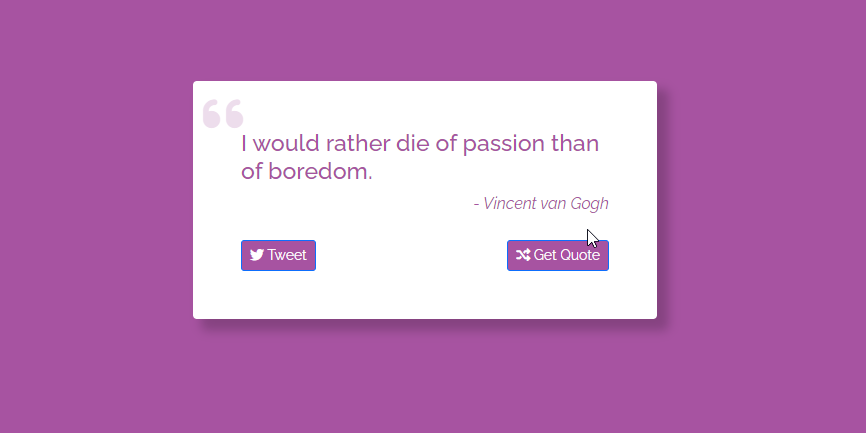 I would rather die of passion than
of boredom.
- Vincent van Gogh
Tweet
Get Quote